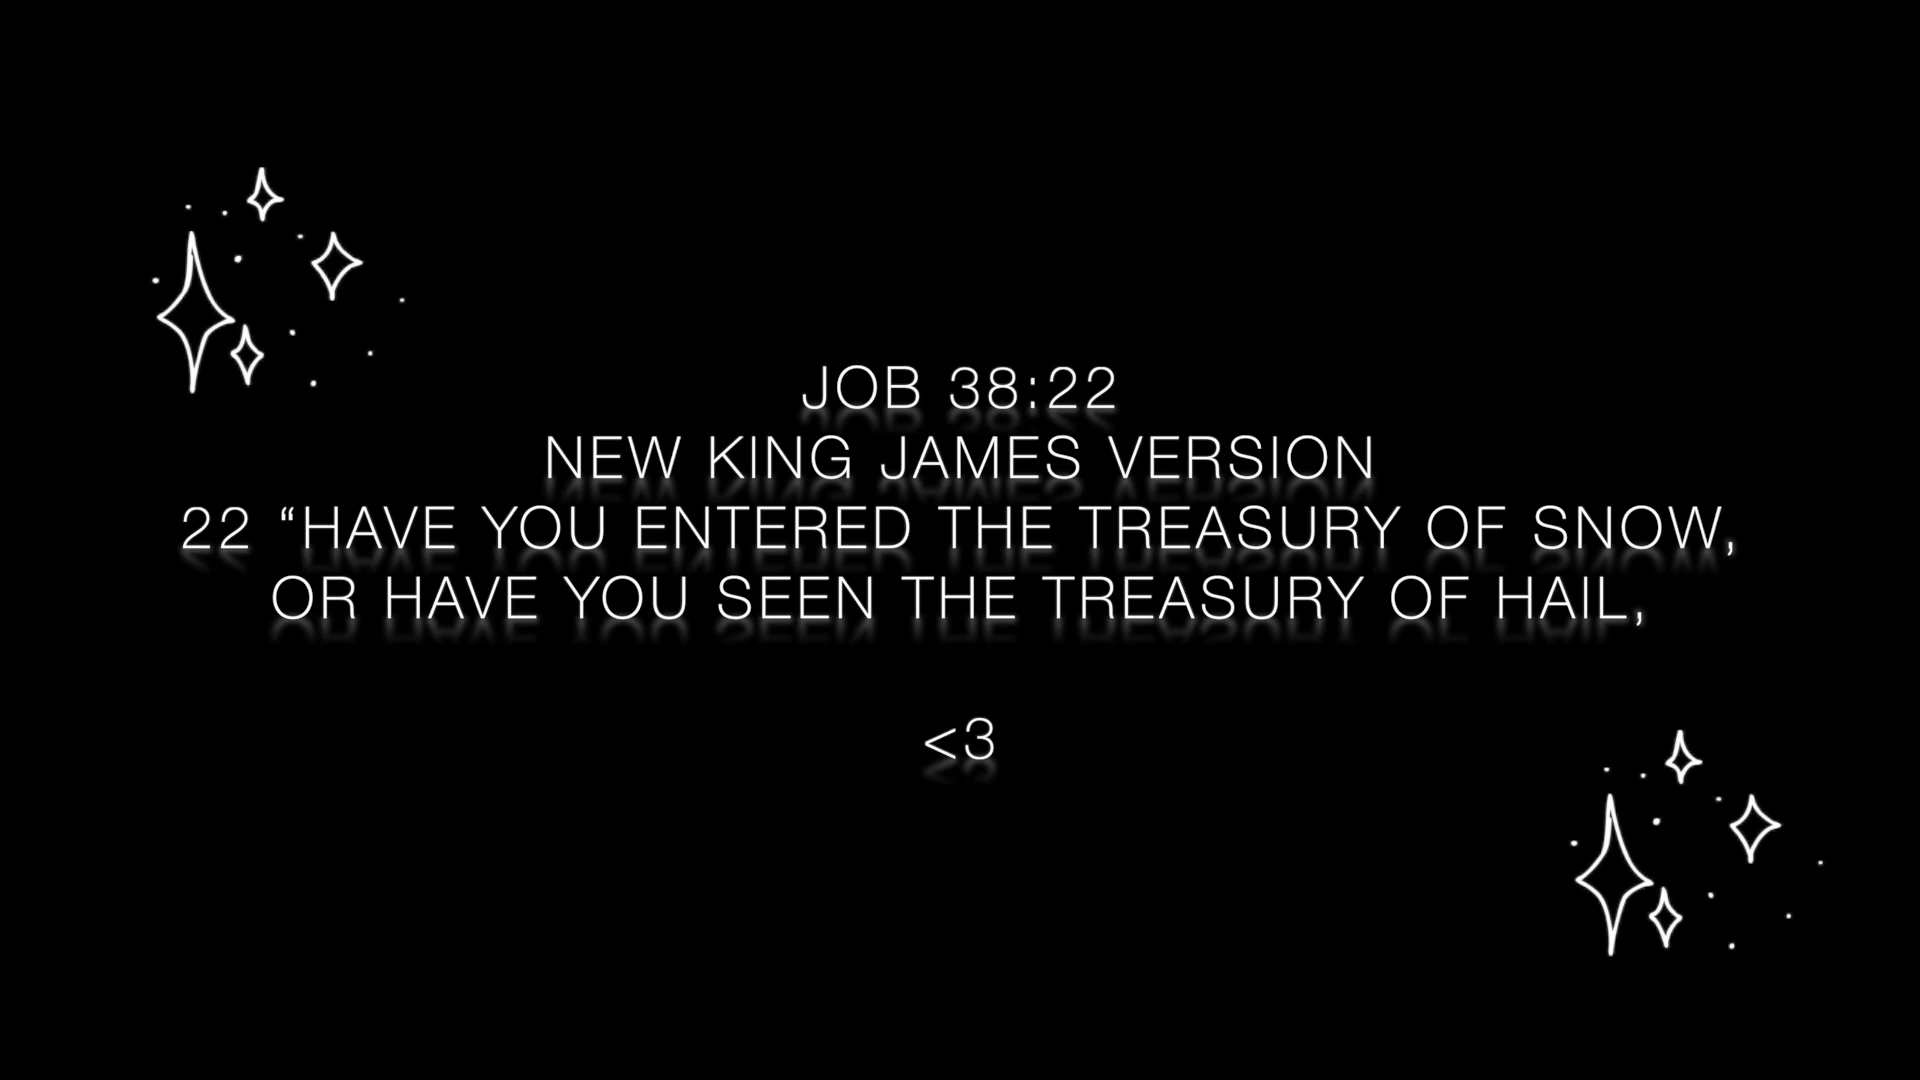 JOB 38:22
NEW KING JAMES VERSION
22 “HAVE YOU ENTERED THE TREASURY OF SNOW,
OR HAVE YOU SEEN THE TREASURY OF HAIL,
<3